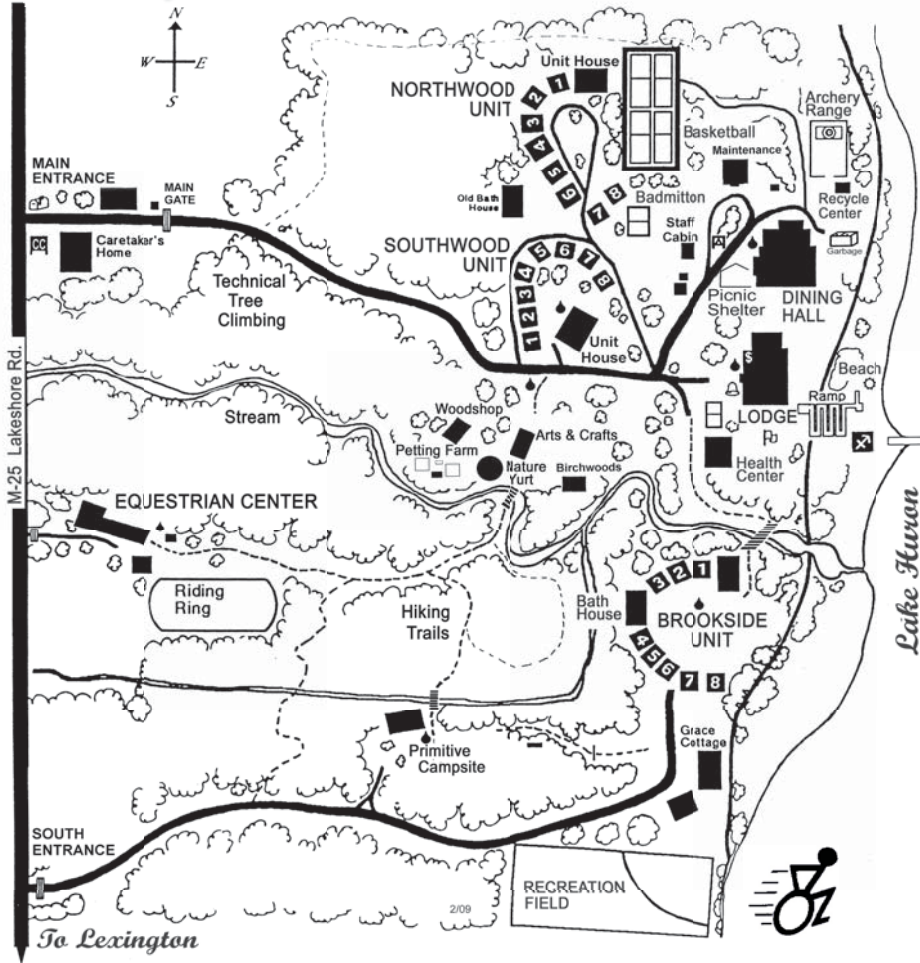 N
W E
S
MAIN
ENTRANCE
MAIN
GATE
CC
Caretakar's
Home
Technical
Tree
Climbing
NORTHWOOD
UNIT
Unit House
1
2
3
4
5
6
7
8
Old Bath
House
Basketball
Maintenance
Badmitton
Staff
Cabin
Archery
Range
Recycle
Center
Garbage
Picnic
Shelter
DINING
HALL
SOUTHWOOD
UNIT
5
6
7
8
4
3
2
1
Unit
House
$
LODGE
Beach
Ramp
Health
Center
M-25 Lakeshore Rd.
Stream
Woodshop
Arts & Crafts
Petting Farm
Nature
Yurt
Birchwoods
EQUESTRIAN CENTER
Riding
Ring
Hiking
Trails
Bath
House
3
2
1
BROOKSIDE
UNIT
4
5
6
7
8
Lake Huron
Primitive
Campsite
Grace
Cottage
SOUTH
ENTRANCE
RECREATION
FIELD
2/09
To Lexington